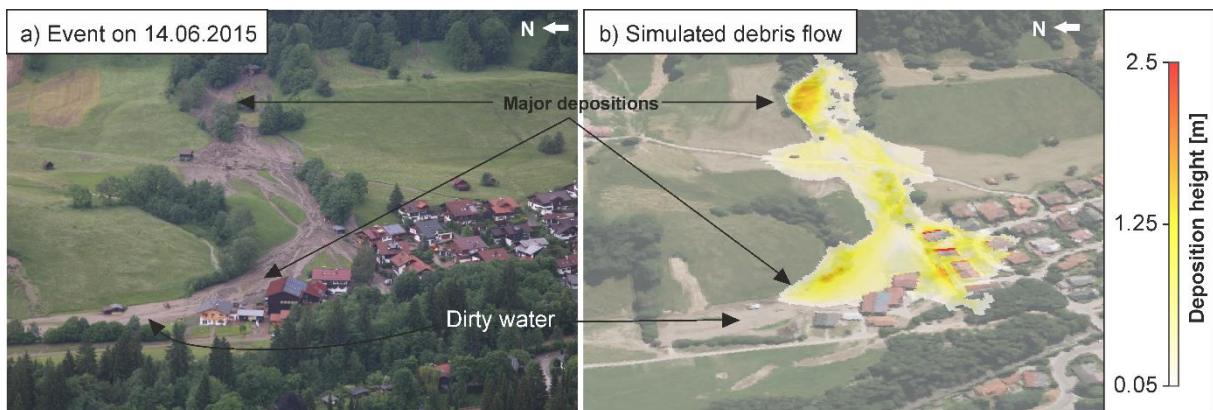 a) Event on 14.06.2015
N
b) Simulated debris flow
N
Major depositions
Dirty water
2.5
1.25
0.05
Deposition height [m]